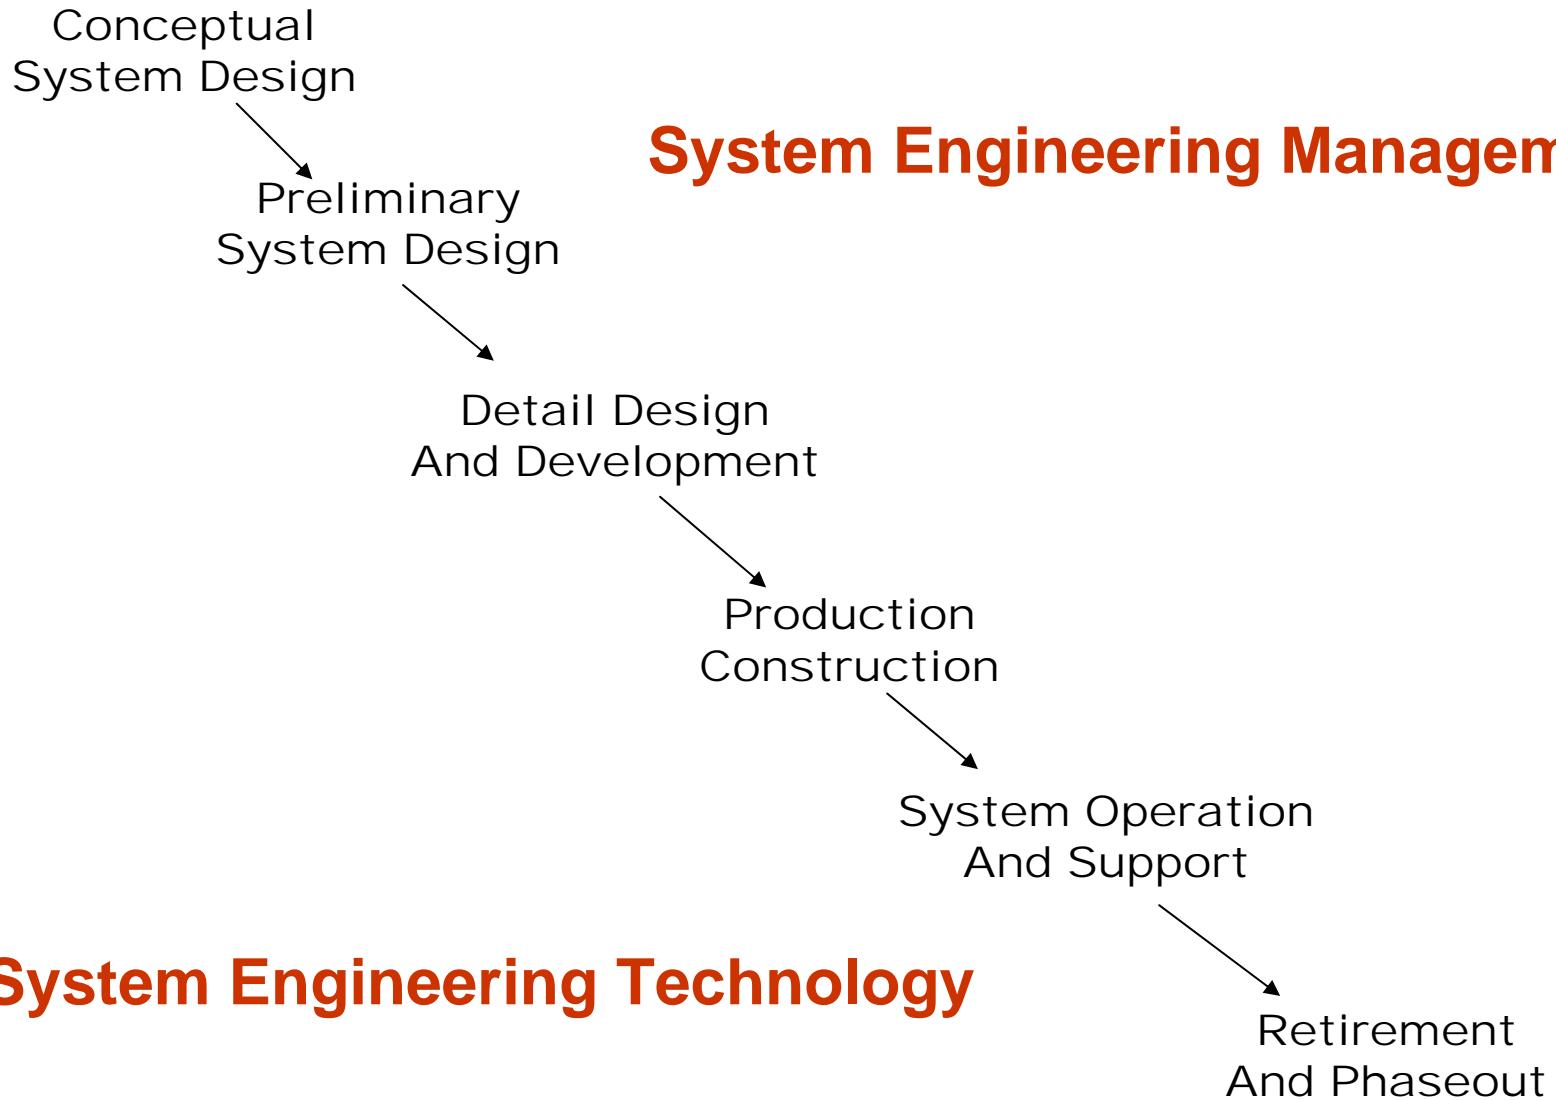 Conceptual
System Design
System Engineering Managem
Preliminary
System Design
Detail Design
And Development
Production
Construction
System Operation
And Support
System Engineering Technology
Retirement
And Phaseout